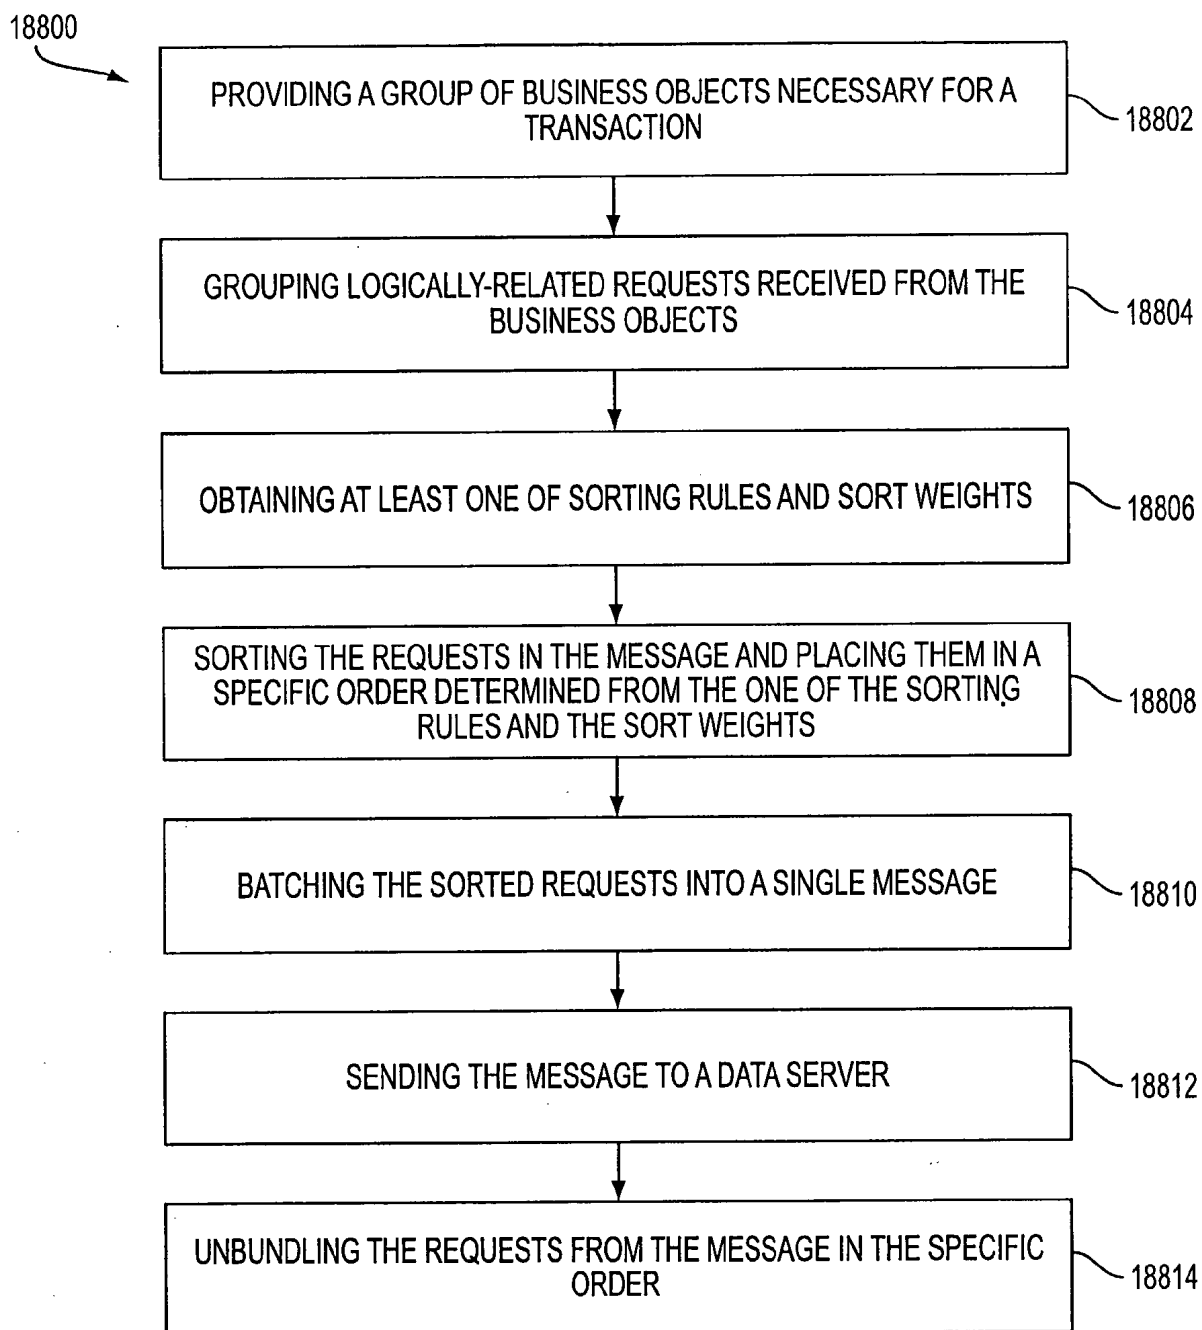 18800
PROVIDING A GROUP OF BUSINESS OBJECTS NECESSARY FOR A
TRANSACTION
18802
GROUPING LOGICALLY-RELATED REQUESTS RECEIVED FROM THE
BUSINESS OBJECTS
18804
OBTAINING AT LEAST ONE OF SORTING RULES AND SORT WEIGHTS
18806
SORTING THE REQUESTS IN THE MESSAGE AND PLACING THEM IN A
SPECIFIC ORDER DETERMINED FROM THE ONE OF THE SORTING
RULES AND THE SORT WEIGHTS
18808
BATCHING THE SORTED REQUESTS INTO A SINGLE MESSAGE
18810
SENDING THE MESSAGE TO A DATA SERVER
18812
UNBUNDLING THE REQUESTS FROM THE MESSAGE IN THE SPECIFIC
ORDER
18814